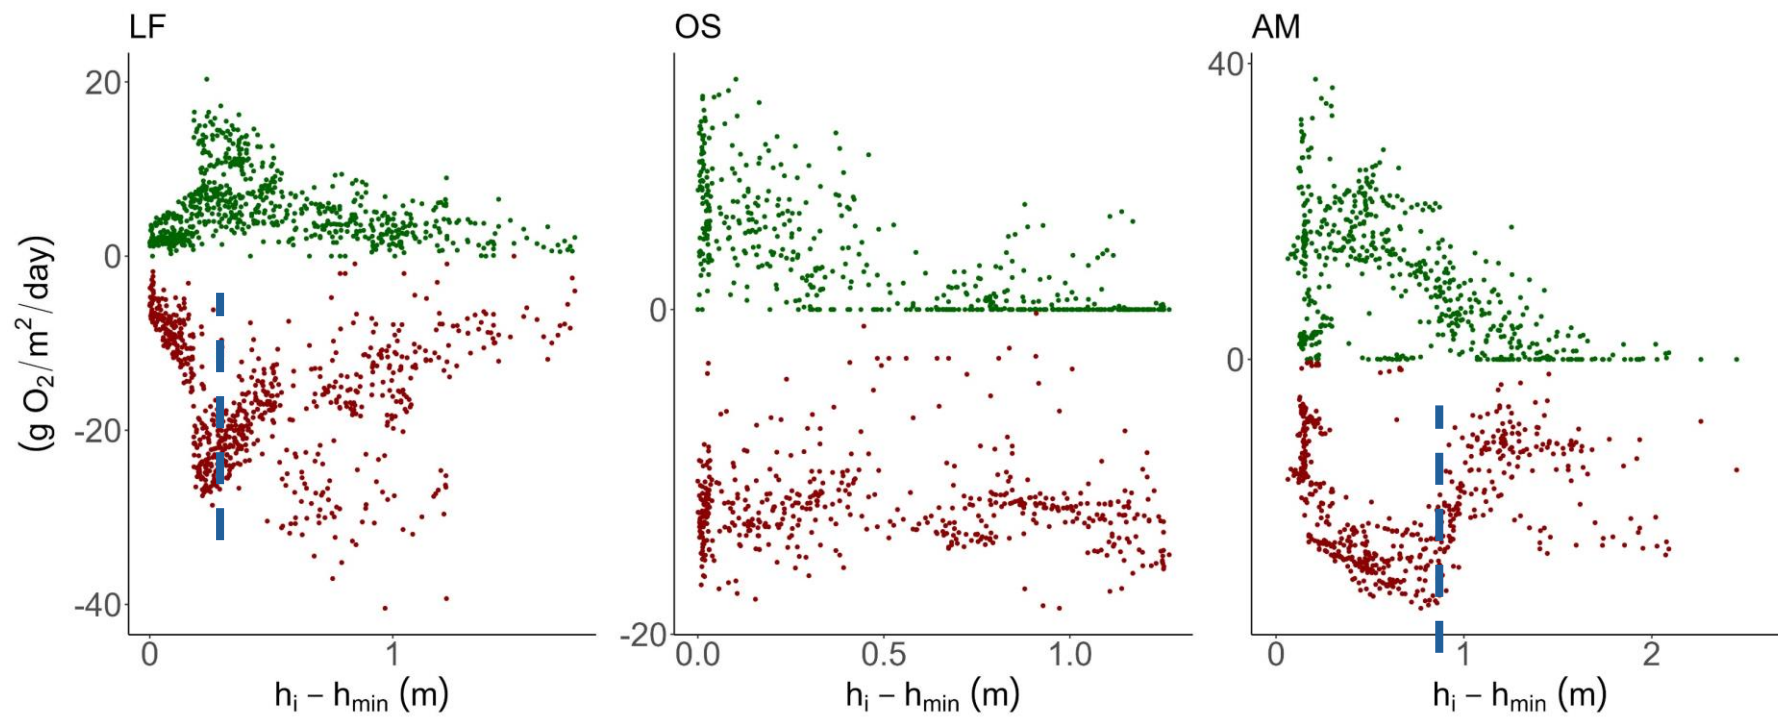 LF
OS
AM
(g O₂/m²/day)
20
0
-20
-40
0
1
0
-20
0.0
0.5
1.0
40
0
0
1
2
hᵢ − hₘᵢₙ (m)
hᵢ − hₘᵢₙ (m)
hᵢ − hₘᵢₙ (m)